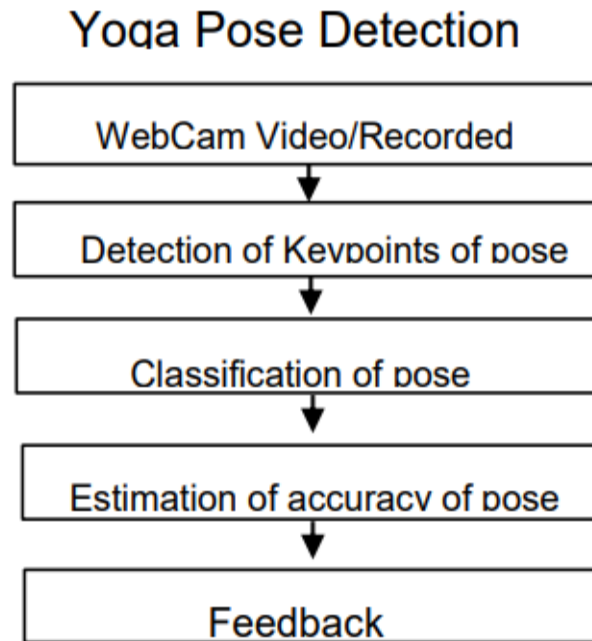 Yoga Pose Detection
WebCam Video/Recorded
Detection of Keypoints of pose
Classification of pose
Estimation of accuracy of pose
Feedback